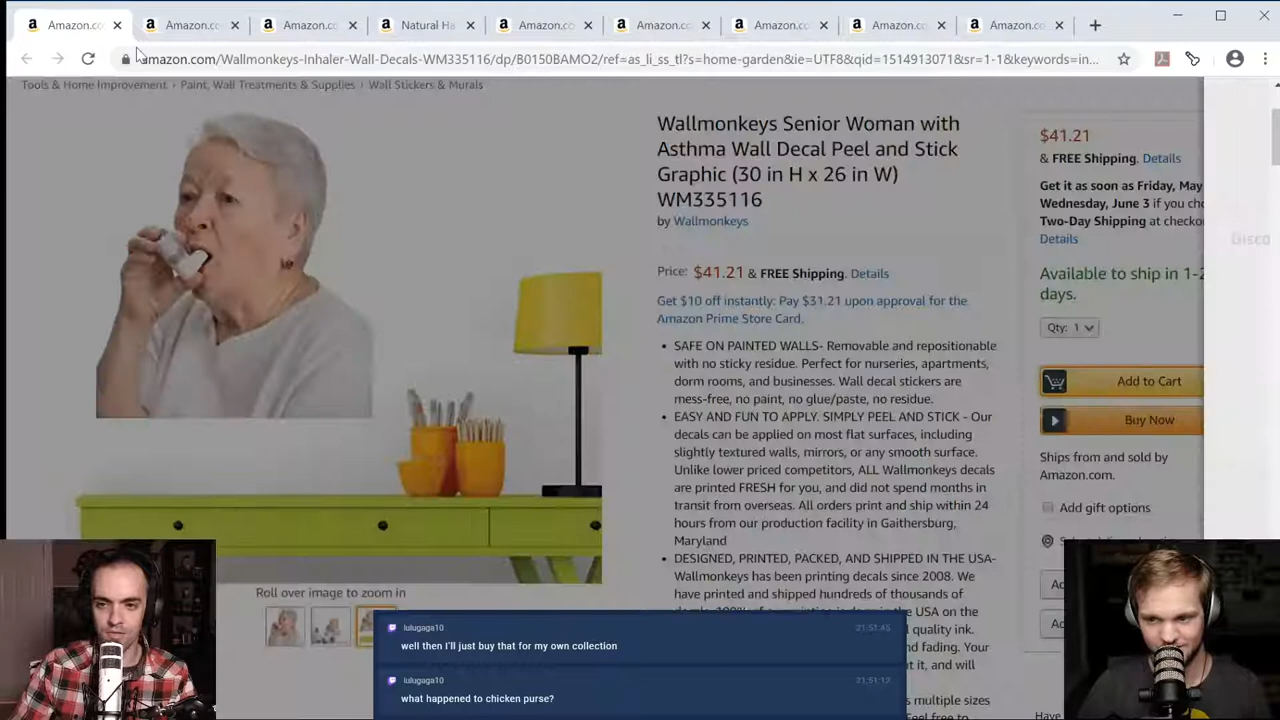 Amazon.co
Amazon.co
Amazon.co
Natural Ha
Amazon.co
Amazon.co
Amazon.co
Amazon.co
Amazon.co
amazon.com/Wallmonkeys-Inhaler-Wall-Decals-WM335116/dp/B0150BAMO2/ref=as_li_ss_tl?s=home-garden&ie=UTF8&qid=1514913071&sr=1-1&keywords=in...
Tools & Home Improvement › Paint, Wall Treatments & Supplies › Wall Stickers & Murals
Wallmonkeys Senior Woman with
Asthma Wall Decal Peel and Stick
Graphic (30 in H x 26 in W)
WM335116
by Wallmonkeys
Price: $41.21 & FREE Shipping. Details
Get $10 off instantly: Pay $31.21 upon approval for the
Amazon Prime Store Card.
• SAFE ON PAINTED WALLS- Removable and repositionable
with no sticky residue. Perfect for nurseries, apartments,
dorm rooms, and businesses. Wall decal stickers are
mess-free, no paint, no glue/paste, no residue.
• EASY AND FUN TO APPLY. SIMPLY PEEL AND STICK - Our
decals can be applied on most flat surfaces, including
slightly textured walls, mirrors, or any smooth surface.
Unlike lower priced competitors, ALL Wallmonkeys decals
are printed FRESH for you, and did not spend months in
transit from overseas. All orders print and ship within 24
hours from our production facility in Gaithersburg,
Maryland
• DESIGNED, PRINTED, PACKED, AND SHIPPED IN THE USA-
Wallmonkeys has been printing decals since 2008. We
have printed and shipped hundreds of thousands of
USA on the
quality ink.
and fading. Your
it, and will
multiple sizes
$41.21
& FREE Shipping. Details
Get it as soon as Friday, May
Wednesday, June 3 if you cho
Two-Day Shipping at checko
Details
Available to ship in 1-2
days.
Qty: 1
Add to Cart
Buy Now
Ships from and sold by
Amazon.com.
Add gift options
Have
Disco
Roll over image to zoom in
lulugaga10 21:51:45
well then I'll just buy that for my own collection
lulugaga10 21:51:12
what happened to chicken purse?